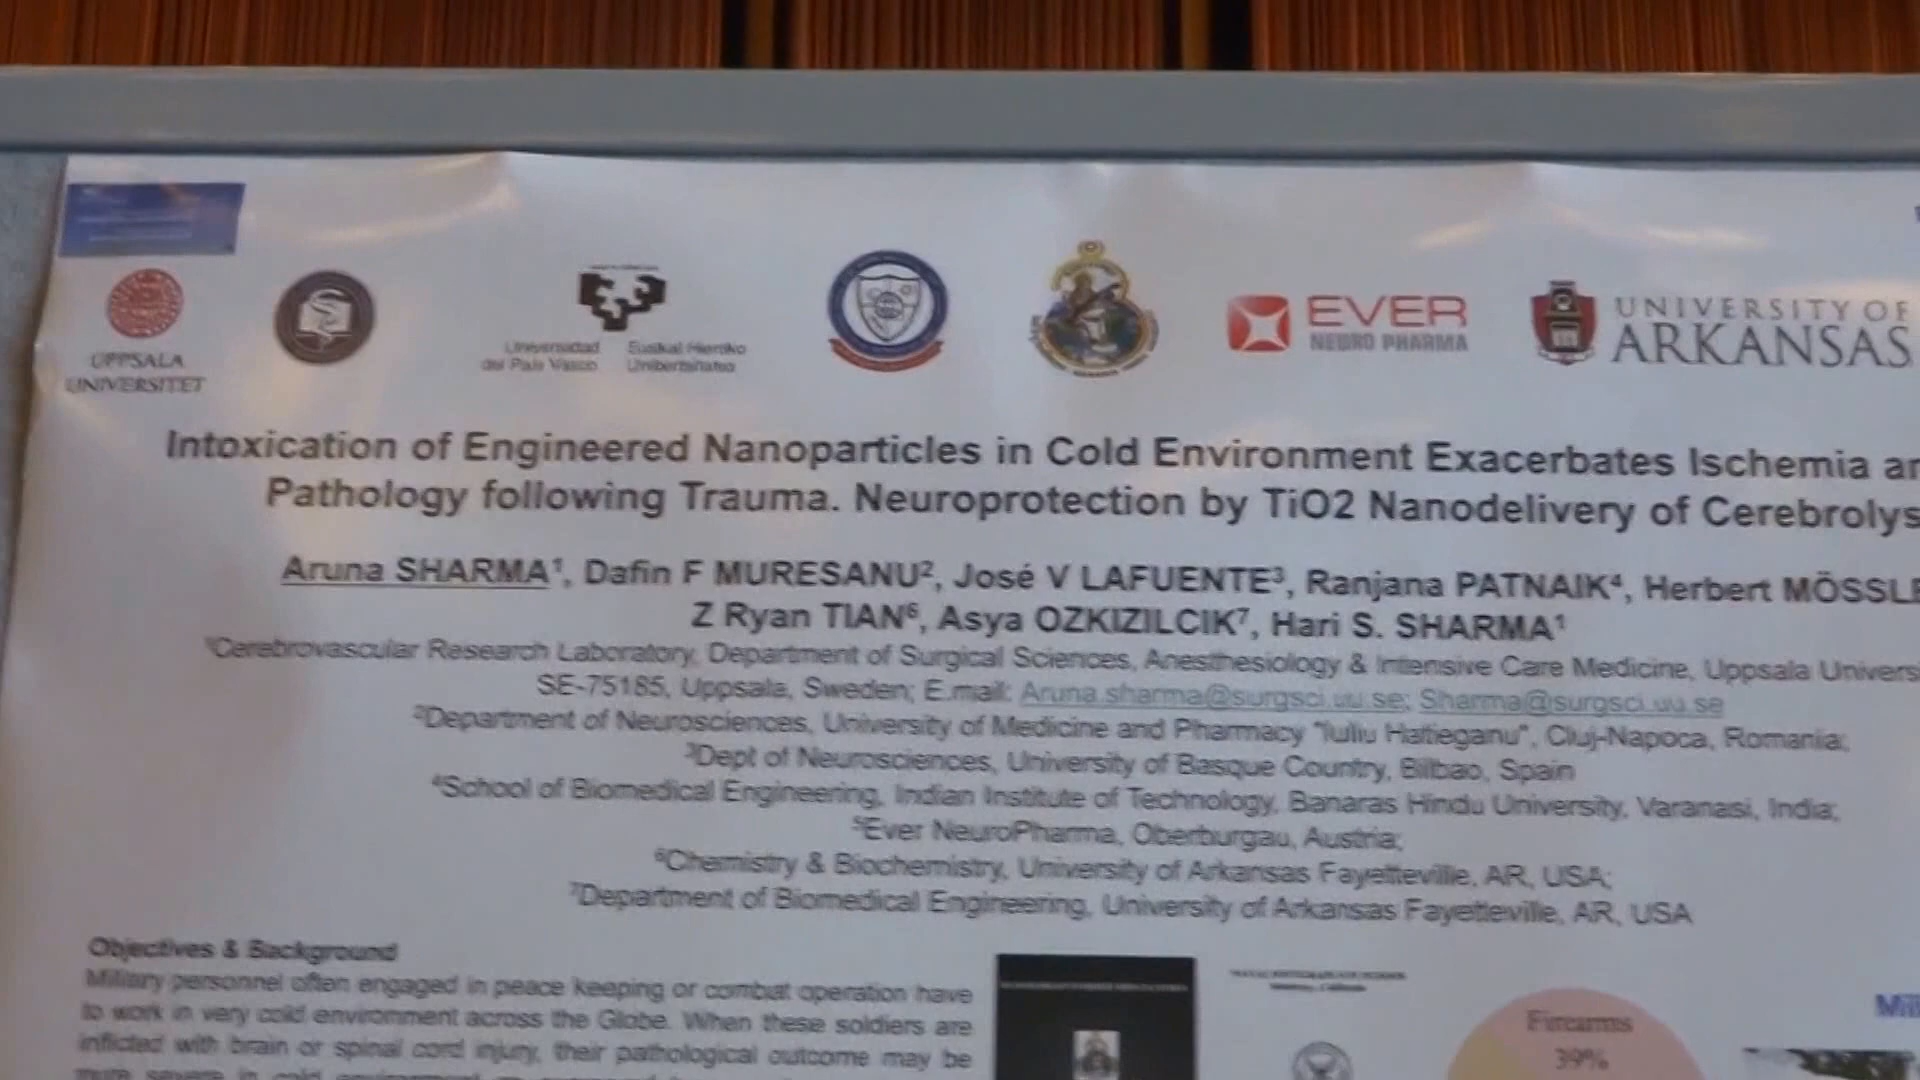 UPPSALA
UNIVERSITET
Universidad Euskal Herriko
del País Vasco Unibertsitatea
EVER
NEURO PHARMA
UNIVERSITY OF
ARKANSAS
Intoxication of Engineered Nanoparticles in Cold Environment Exacerbates Ischemia
Pathology following Trauma. Neuroprotection by TiO2 Nanodelivery of Cerebrolys
Aruna SHARMA¹, Dafin F MURESANU², José V LAFUENTE³, Ranjana PATNAIK⁴, Herbert MÖSSLE
Z Ryan TIAN⁶, Asya OZKIZILCIK⁷, Hari S. SHARMA¹
¹Cerebrovascular Research Laboratory, Department of Surgical Sciences, Anesthesiology & Intensive Care Medicine, Uppsala Univers
SE-75185, Uppsala, Sweden; E.mail: Aruna.sharma@surgsci.uu.se; Sharma@surgsci.uu.se
²Department of Neurosciences, University of Medicine and Pharmacy "Iuliu Hatieganu", Cluj-Napoca, Romania;
³Dept of Neurosciences, University of Basque Country, Bilbao, Spain
⁴School of Biomedical Engineering, Indian Institute of Technology, Banaras Hindu University, Varanasi, India;
⁵Ever NeuroPharma, Oberburgau, Austria;
⁶Chemistry & Biochemistry, University of Arkansas Fayetteville, AR, USA;
⁷Department of Biomedical Engineering, University of Arkansas Fayetteville, AR, USA
Objectives & Background
Military personnel often engaged in peace keeping or combat operation have
to work in very cold environment across the Globe. When these soldiers are
inflicted with brain or spinal cord injury, their pathological outcome may be
Firearms
39%
Mil